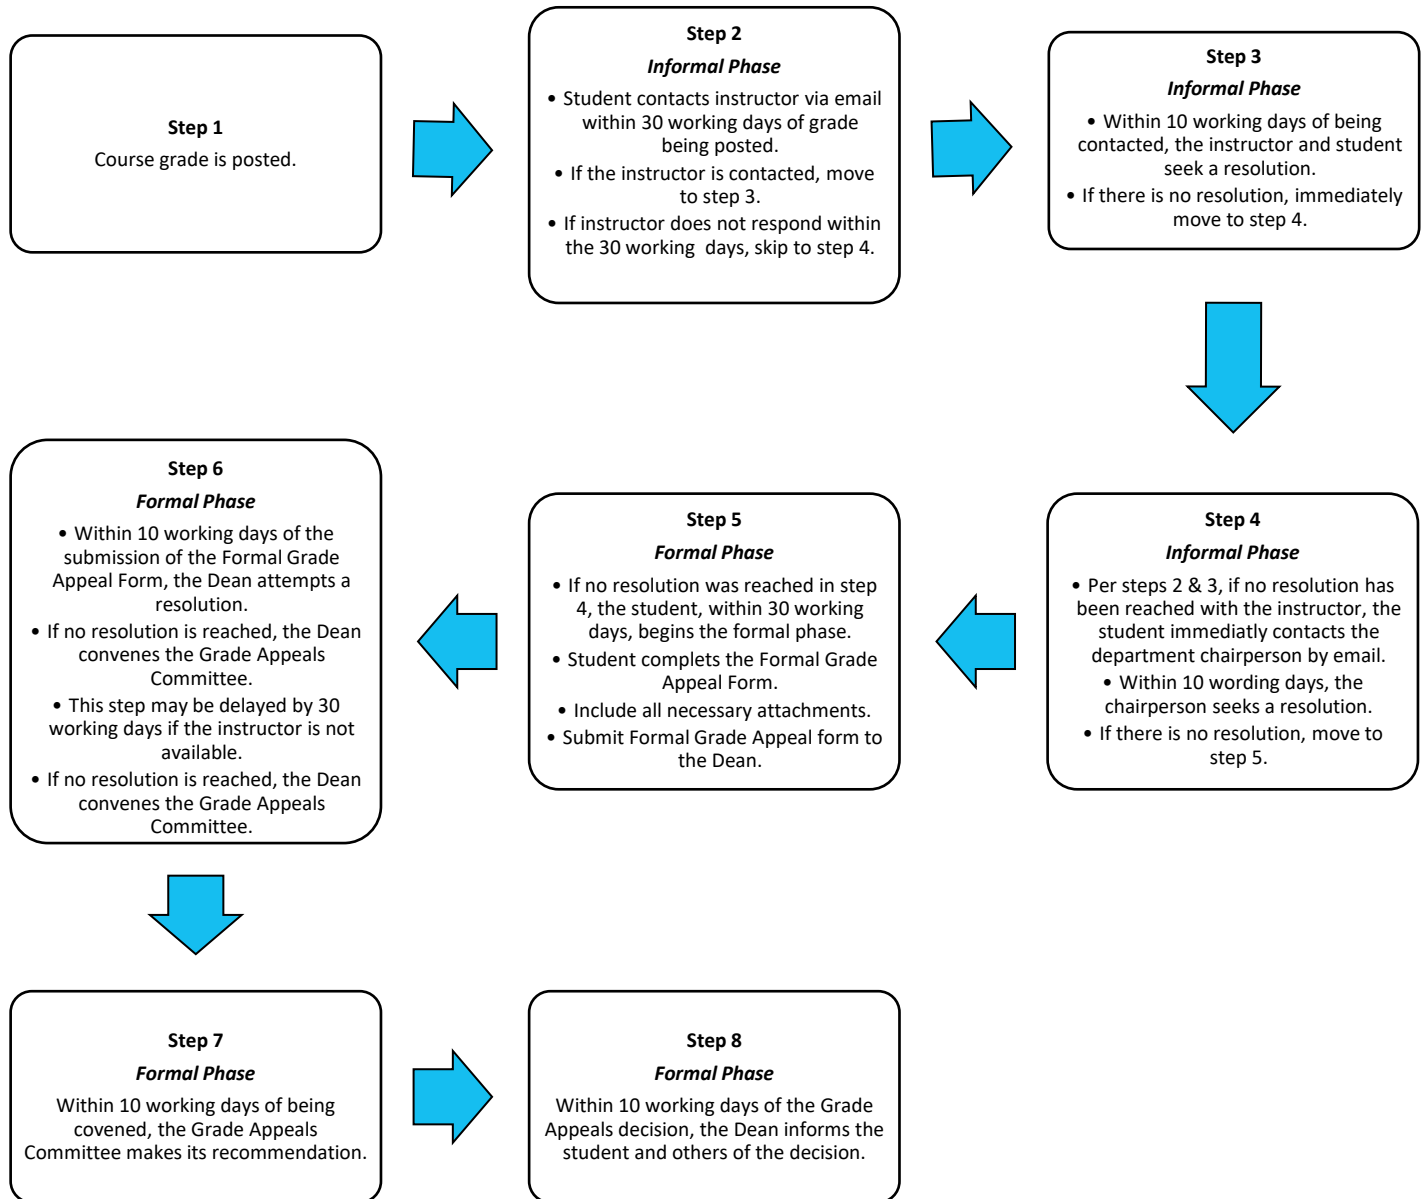 Step 1
Course grade is posted.
Step 2
Informal Phase
• Student contacts instructor via email
within 30 working days of grade
being posted.
• If the instructor is contacted, move
to step 3.
• If instructor does not respond within
the 30 working  days, skip to step 4.
Step 3
Informal Phase
• Within 10 working days of being
contacted, the instructor and student
seek a resolution.
• If there is no resolution, immediately
move to step 4.
Step 4
Informal Phase
• Per steps 2 & 3, if no resolution has
been reached with the instructor, the
student immediatly contacts the
department chairperson by email.
• Within 10 wording days, the
chairperson seeks a resolution.
• If there is no resolution, move to
step 5.
Step 5
Formal Phase
• If no resolution was reached in step
4, the student, within 30 working
days, begins the formal phase.
• Student complets the Formal Grade
Appeal Form.
• Include all necessary attachments.
• Submit Formal Grade Appeal form to
the Dean.
Step 6
Formal Phase
• Within 10 working days of the
submission of the Formal Grade
Appeal Form, the Dean attempts a
resolution.
• If no resolution is reached, the Dean
convenes the Grade Appeals
Committee.
• This step may be delayed by 30
working days if the instructor is not
available.
• If no resolution is reached, the Dean
convenes the Grade Appeals
Committee.
Step 7
Formal Phase
Within 10 working days of being
covened, the Grade Appeals
Committee makes its recommendation.
Step 8
Formal Phase
Within 10 working days of the Grade
Appeals decision, the Dean informs the
student and others of the decision.